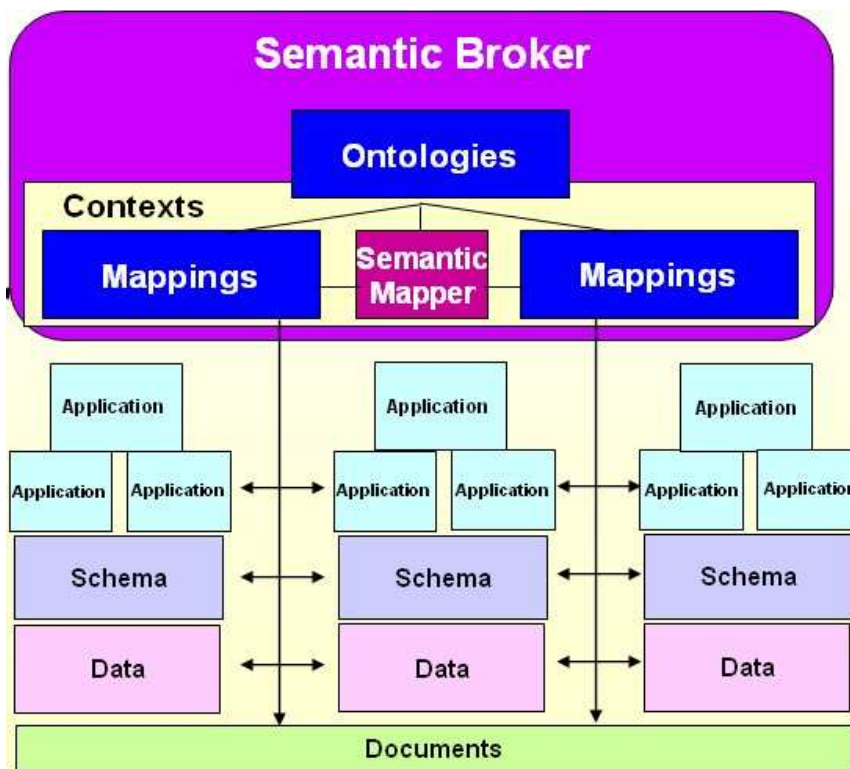 Semantic Broker
Ontologies
Contexts
Mappings
Semantic
Mapper
Mappings
Application
Application
Application
Application
Application
Application
Application
Application
Application
Schema
Schema
Schema
Data
Data
Data
Documents